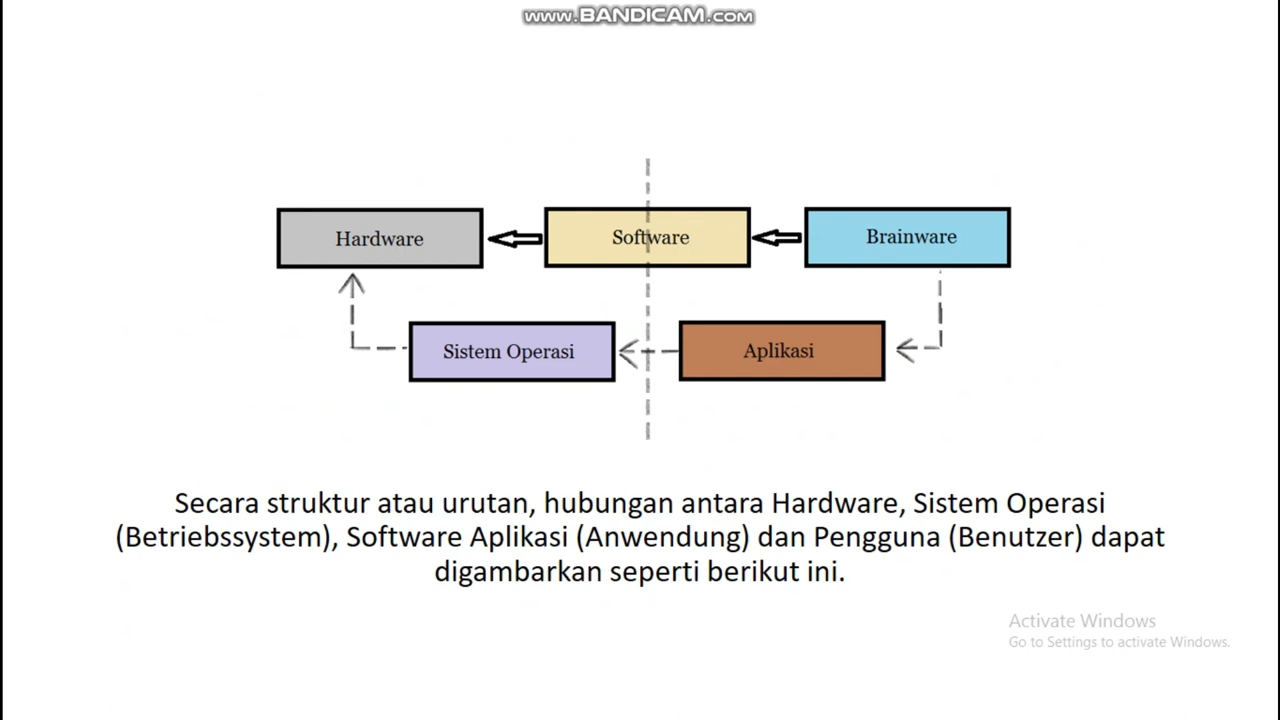 www.BANDICAM.com
Hardware
Software
Brainware
Sistem Operasi
Aplikasi
Secara struktur atau urutan, hubungan antara Hardware, Sistem Operasi
(Betriebssystem), Software Aplikasi (Anwendung) dan Pengguna (Benutzer) dapat
digambarkan seperti berikut ini.
Activate Windows
Go to Settings to activate Windows.